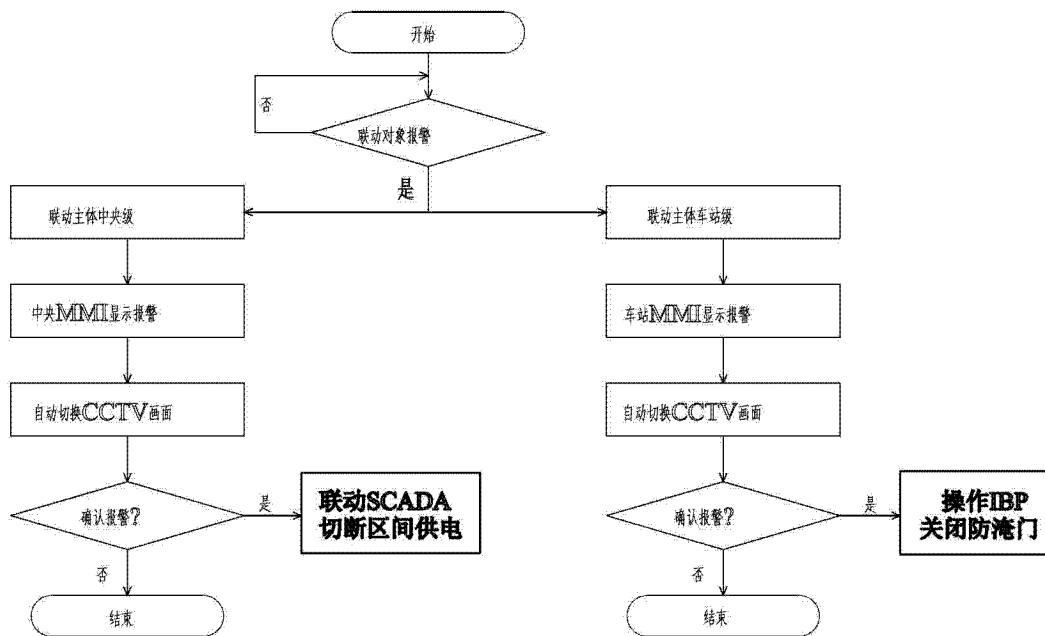 开始
否
联动对象报警
是
联动主体中央级
联动主体车站级
中央MMI显示报警
车站MMI显示报警
自动切换CCTV画面
自动切换CCTV画面
确认报警?
是
联动SCADA
切断区间供电
确认报警?
是
操作IBP
关闭防淹门
否
否
结束
结束